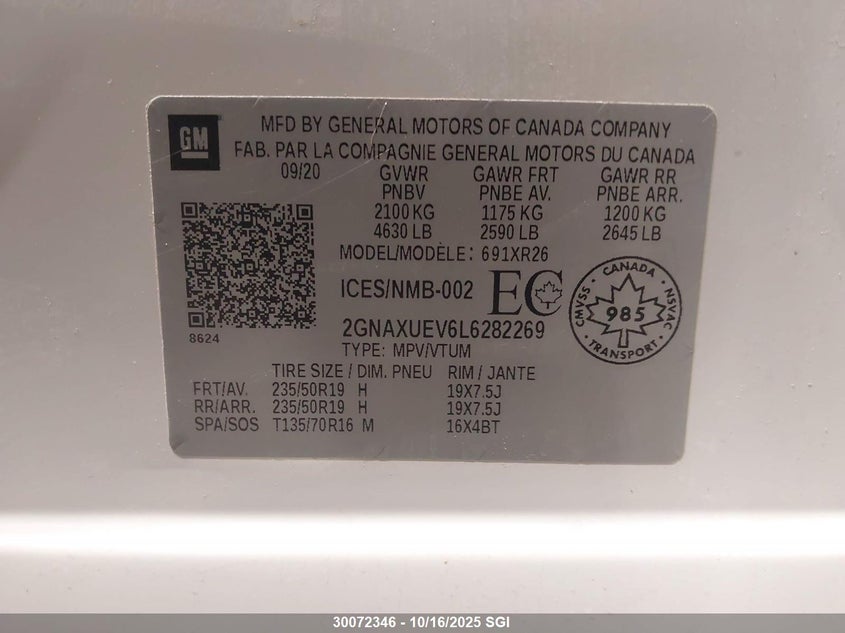 GM
MFD BY GENERAL MOTORS OF CANADA COMPANY
FAB. PAR LA COMPAGNIE GENERAL MOTORS DU CANADA
09/20 GVWR GAWR FRT GAWR RR
PNBV PNBE AV. PNBE ARR.
2100 KG 1175 KG 1200 KG
4630 LB 2590 LB 2645 LB
MODEL/MODÈLE: 691XR26
ICES/NMB-002 EC
CANADA
CMVSS 985 NSVAC
TRANSPORT
8624
2GNAXUEV6L6282269
TYPE: MPV/VTUM
TIRE SIZE / DIM. PNEU RIM / JANTE
FRT/AV. 235/50R19 H 19X7.5J
RR/ARR. 235/50R19 H 19X7.5J
SPA/SOS T135/70R16 M 16X4BT
30072346 - 10/16/2025 SGI